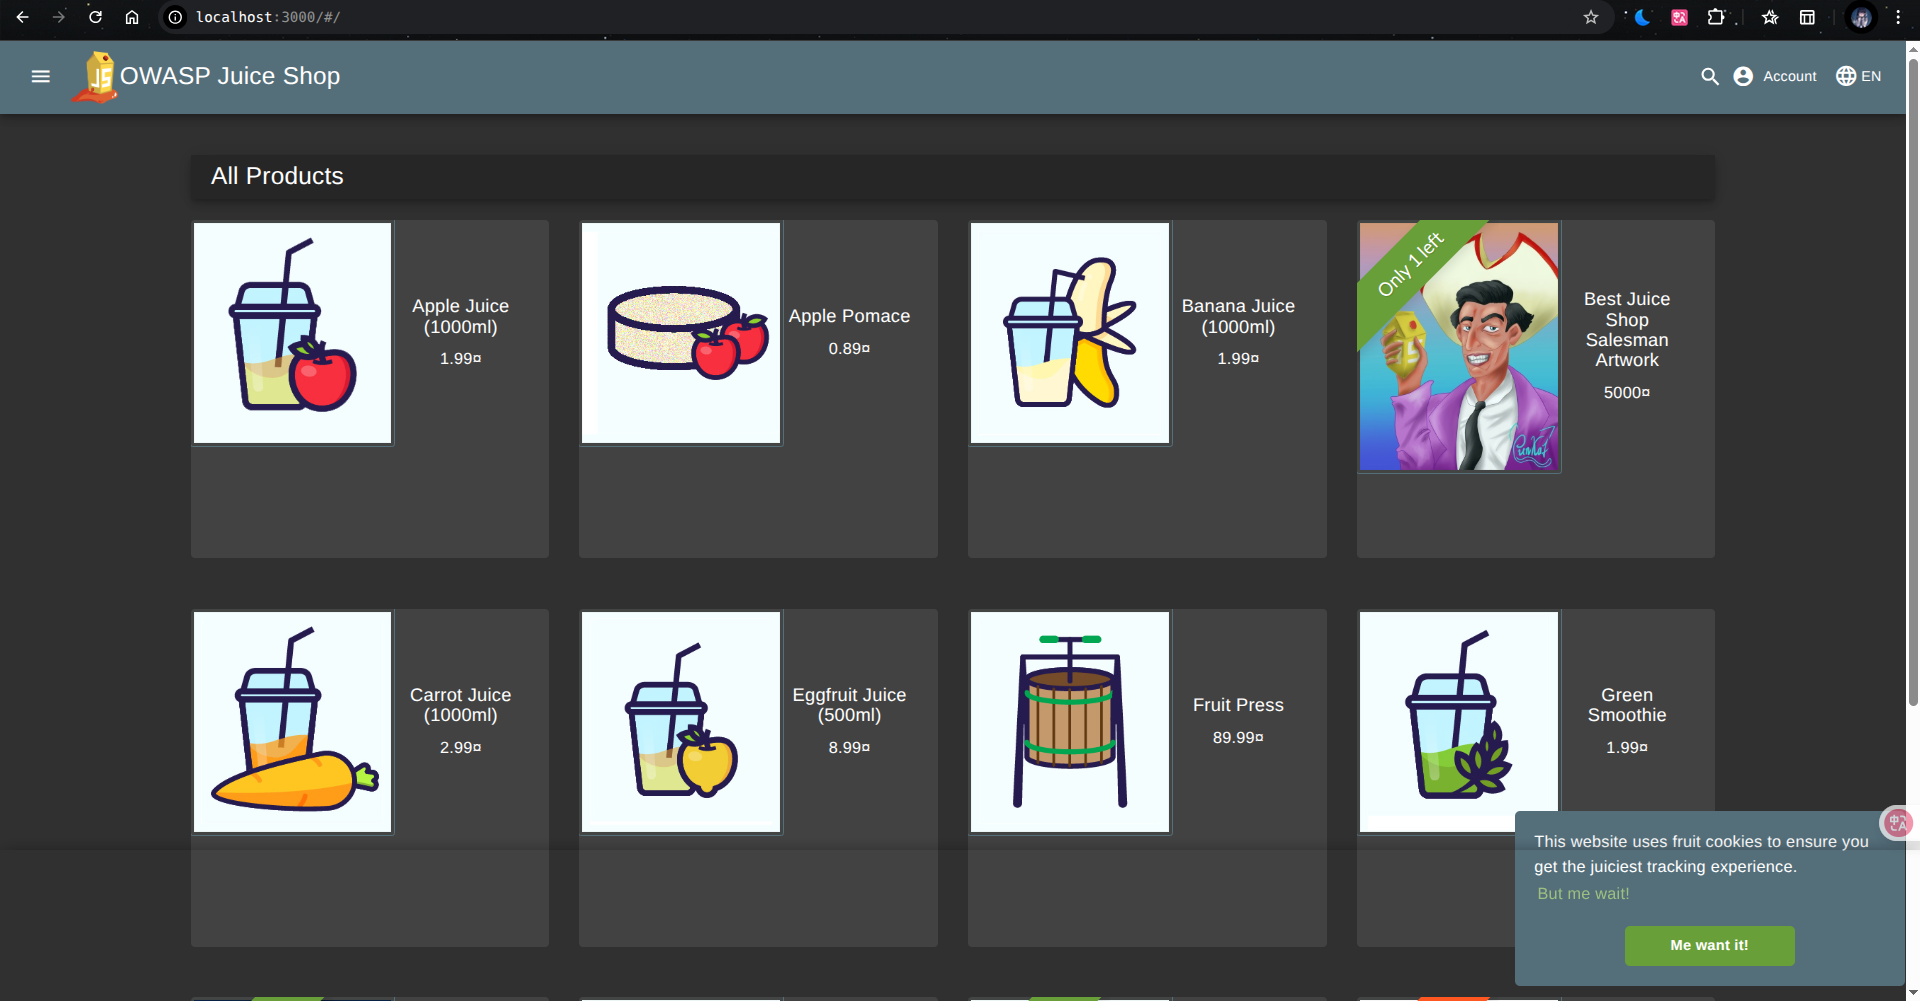 localhost:3000/#/
OWASP Juice Shop
Account
EN
All Products
Apple Juice
(1000ml)
1.99¤
Apple Pomace
0.89¤
Banana Juice
(1000ml)
1.99¤
Only 1 left
Best Juice
Shop
Salesman
Artwork
5000¤
Carrot Juice
(1000ml)
2.99¤
Eggfruit Juice
(500ml)
8.99¤
Fruit Press
89.99¤
Green
Smoothie
1.99¤
This website uses fruit cookies to ensure you
get the juiciest tracking experience.
But me wait!
Me want it!